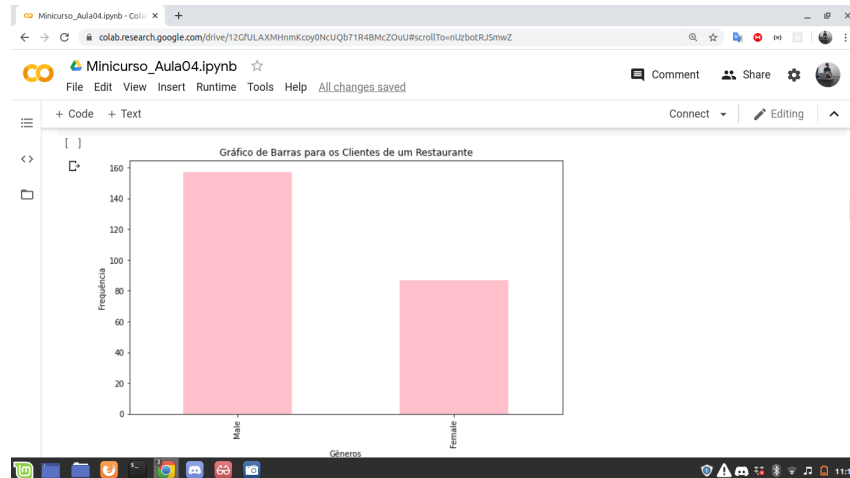 Minicurso_Aula04.ipynb - Cola
colab.research.google.com/drive/12GfULAXMHnmKcoy0NcUQb71R4BMcZOuU#scrollTo=nUzbotRJSmwZ
CO Minicurso_Aula04.ipynb
Comment Share
File Edit View Insert Runtime Tools Help All changes saved
+ Code + Text Connect Editing
[ ]
Gráfico de Barras para os Clientes de um Restaurante
160
140
120
100
80
60
40
20
0
Frequência
Male Female
Gêneros
11:1